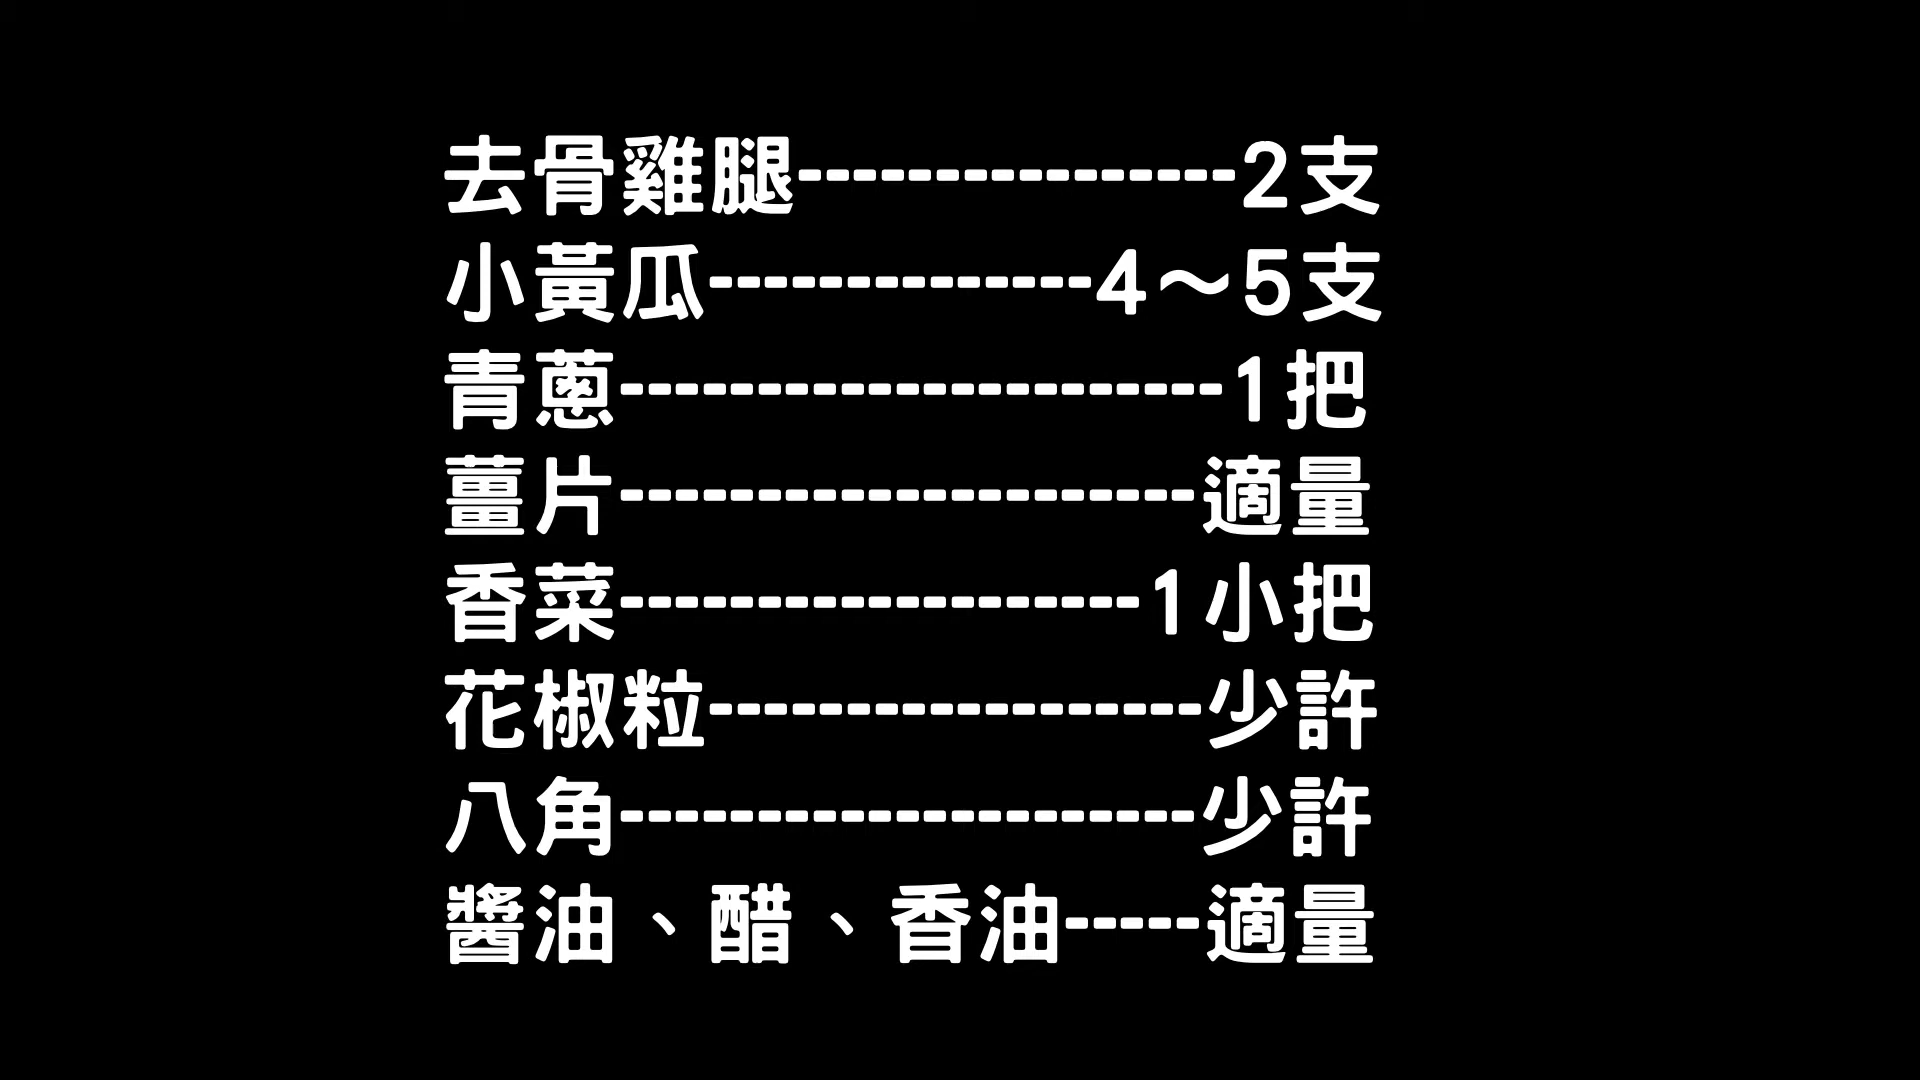 去骨雞腿----------------2支
小黃瓜--------------4～5支
青蔥----------------------1把
薑片---------------------適量
香菜-------------------1小把
花椒粒------------------少許
八角---------------------少許
醬油、醋、香油-----適量